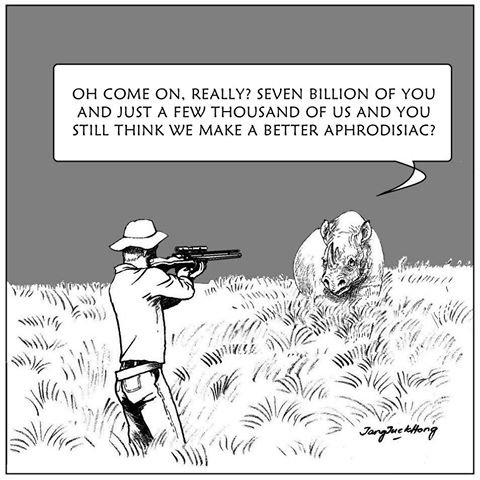 OH COME ON, REALLY? SEVEN BILLION OF YOU
AND JUST A FEW THOUSAND OF US AND YOU
STILL THINK WE MAKE A BETTER APHRODISIAC?
JangJuckHong